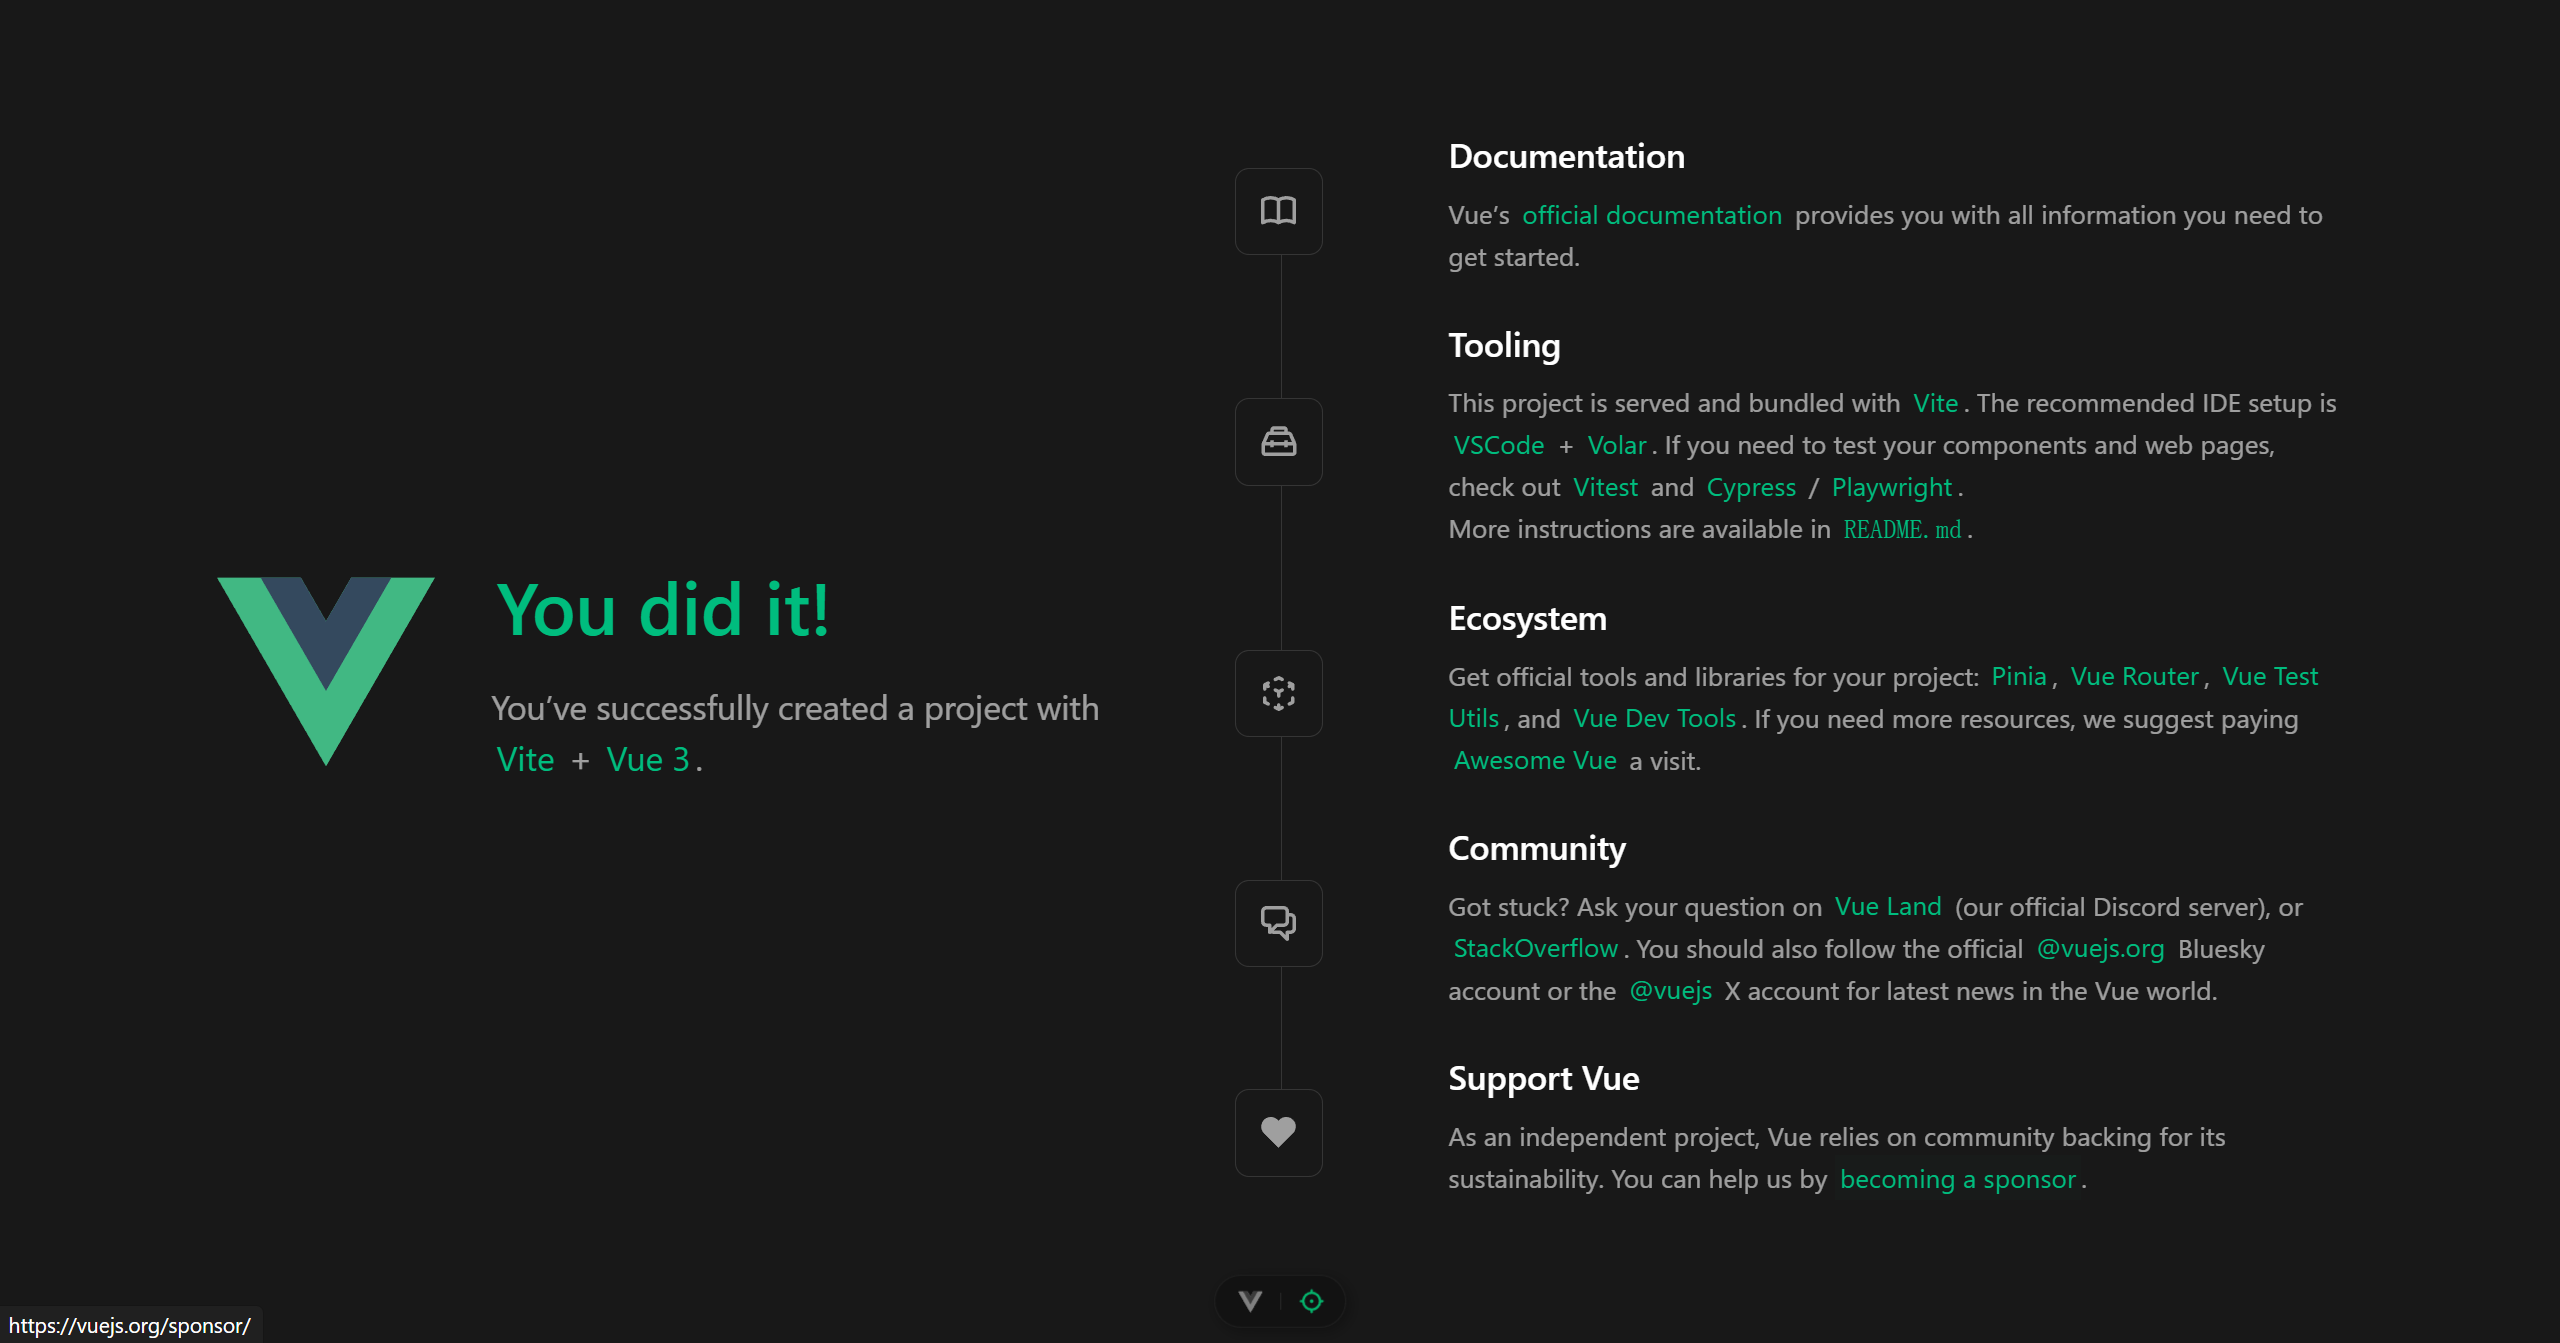 You did it!
You’ve successfully created a project with
Vite + Vue 3.
Documentation
Vue’s official documentation provides you with all information you need to
get started.
Tooling
This project is served and bundled with Vite. The recommended IDE setup is
VSCode + Volar. If you need to test your components and web pages,
check out Vitest and Cypress / Playwright.
More instructions are available in README.md.
Ecosystem
Get official tools and libraries for your project: Pinia, Vue Router, Vue Test
Utils, and Vue Dev Tools. If you need more resources, we suggest paying
Awesome Vue a visit.
Community
Got stuck? Ask your question on Vue Land (our official Discord server), or
StackOverflow. You should also follow the official @vuejs.org Bluesky
account or the @vuejs X account for latest news in the Vue world.
Support Vue
As an independent project, Vue relies on community backing for its
sustainability. You can help us by becoming a sponsor.
https://vuejs.org/sponsor/